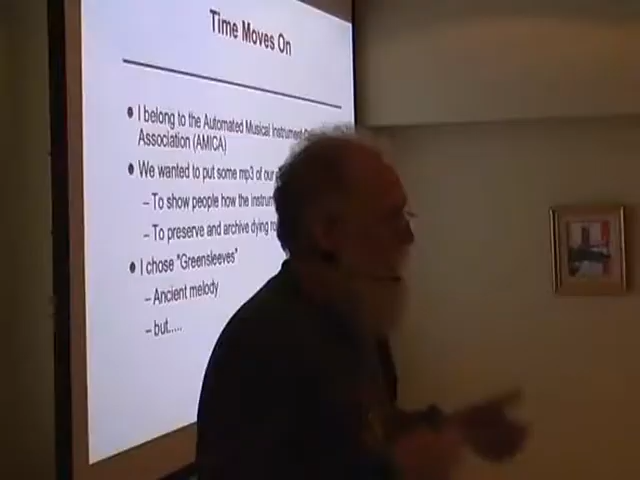 Time Moves On
● I belong to the Automated Musical Instrument
Association (AMICA)
● We wanted to put some mp3 of our
– To show people how the
– To preserve and archive dying
● I chose "Greensleeves"
– Ancient melody
– but.....